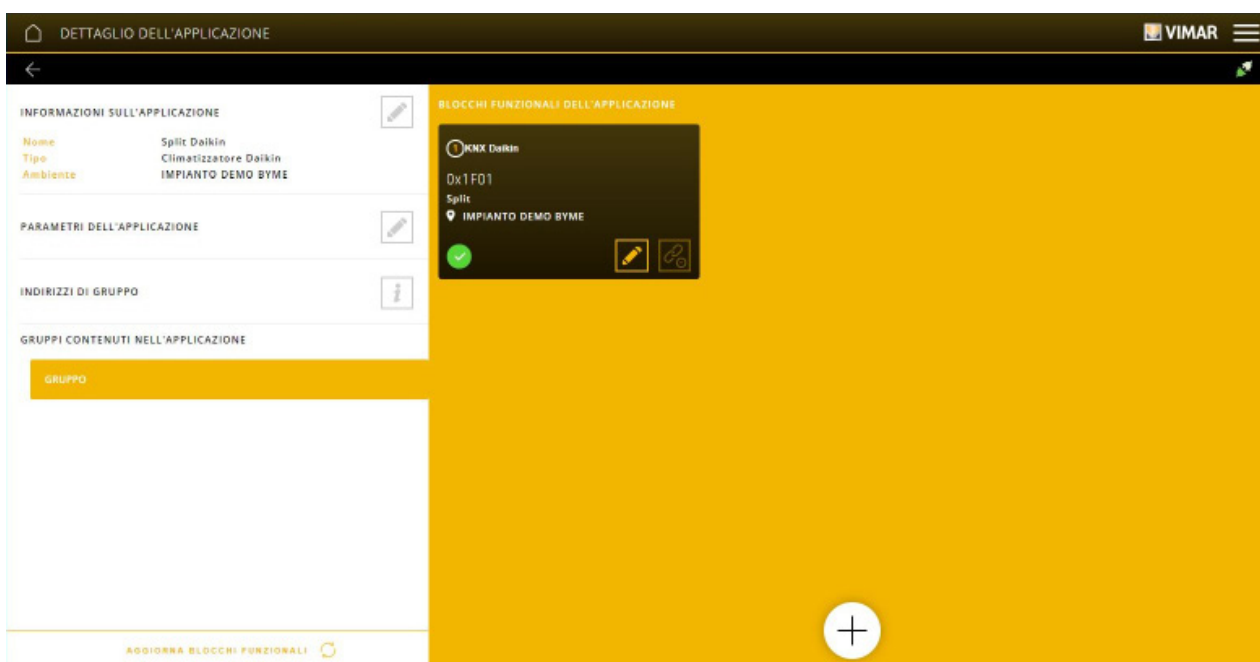 DETTAGLIO DELL'APPLICAZIONE
VIMAR
INFORMAZIONI SULL'APPLICAZIONE
Nome Split Daikin
Tipo Climatizzatore Daikin
Ambiente IMPIANTO DEMO BYME
PARAMETRI DELL'APPLICAZIONE
INDIRIZZI DI GRUPPO
i
GRUPPI CONTENUTI NELL'APPLICAZIONE
GRUPPO
AGGIORNA BLOCCHI FUNZIONALI
BLOCCHI FUNZIONALI DELL'APPLICAZIONE
1 KNX Daikin
0x1F01
Split
IMPIANTO DEMO BYME